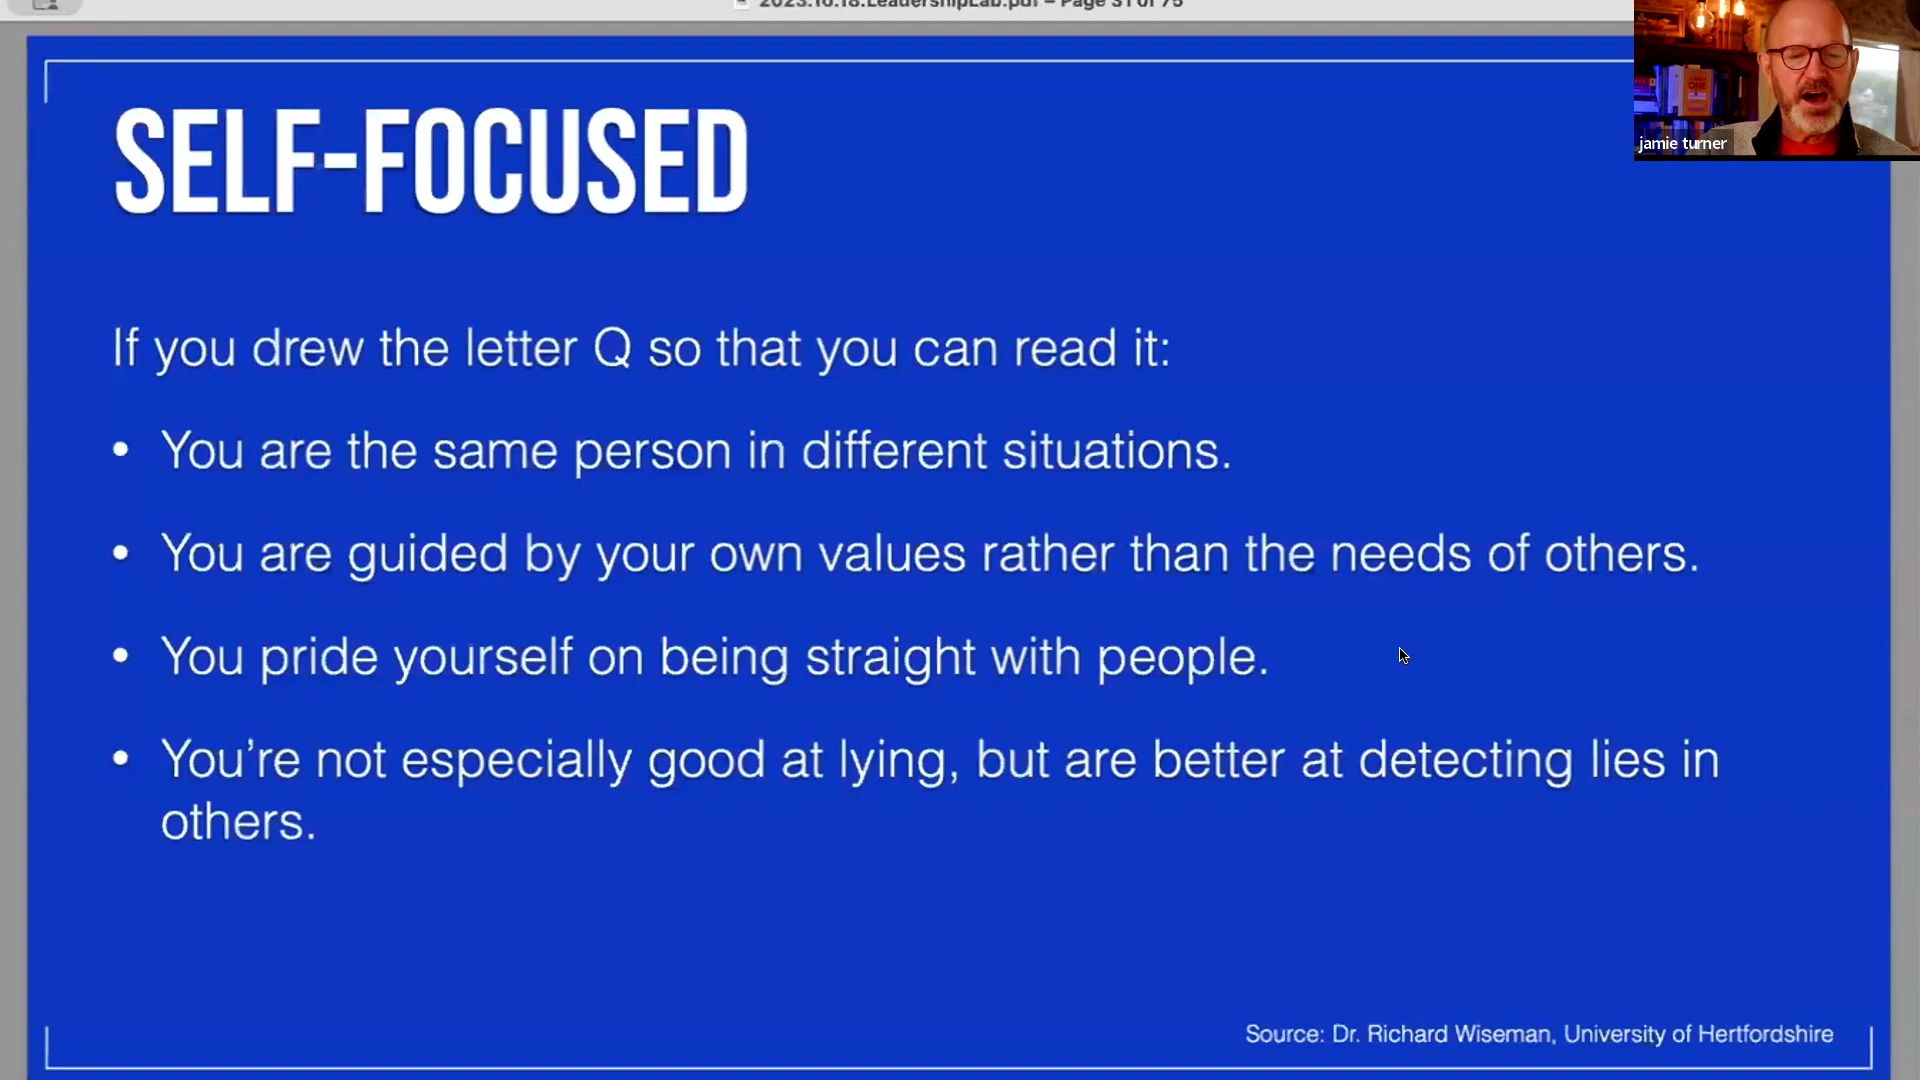 2023.10.18.LeadershipLab.pdf – Page 31 of 75
jamie turner
SELF-FOCUSED
If you drew the letter Q so that you can read it:
• You are the same person in different situations.
• You are guided by your own values rather than the needs of others.
• You pride yourself on being straight with people.
• You’re not especially good at lying, but are better at detecting lies in
others.
Source: Dr. Richard Wiseman, University of Hertfordshire